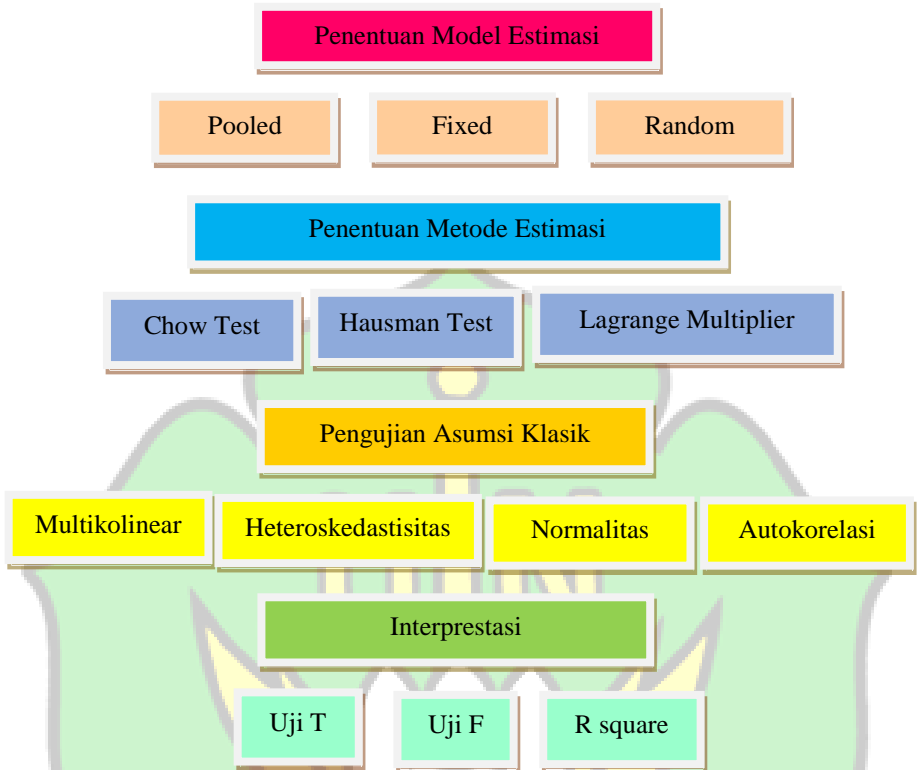 Penentuan Model Estimasi
Pooled
Fixed
Random
Penentuan Metode Estimasi
Chow Test
Hausman Test
Lagrange Multiplier
Pengujian Asumsi Klasik
Multikolinear
Heteroskedastisitas
Normalitas
Autokorelasi
Interprestasi
Uji T
Uji F
R square